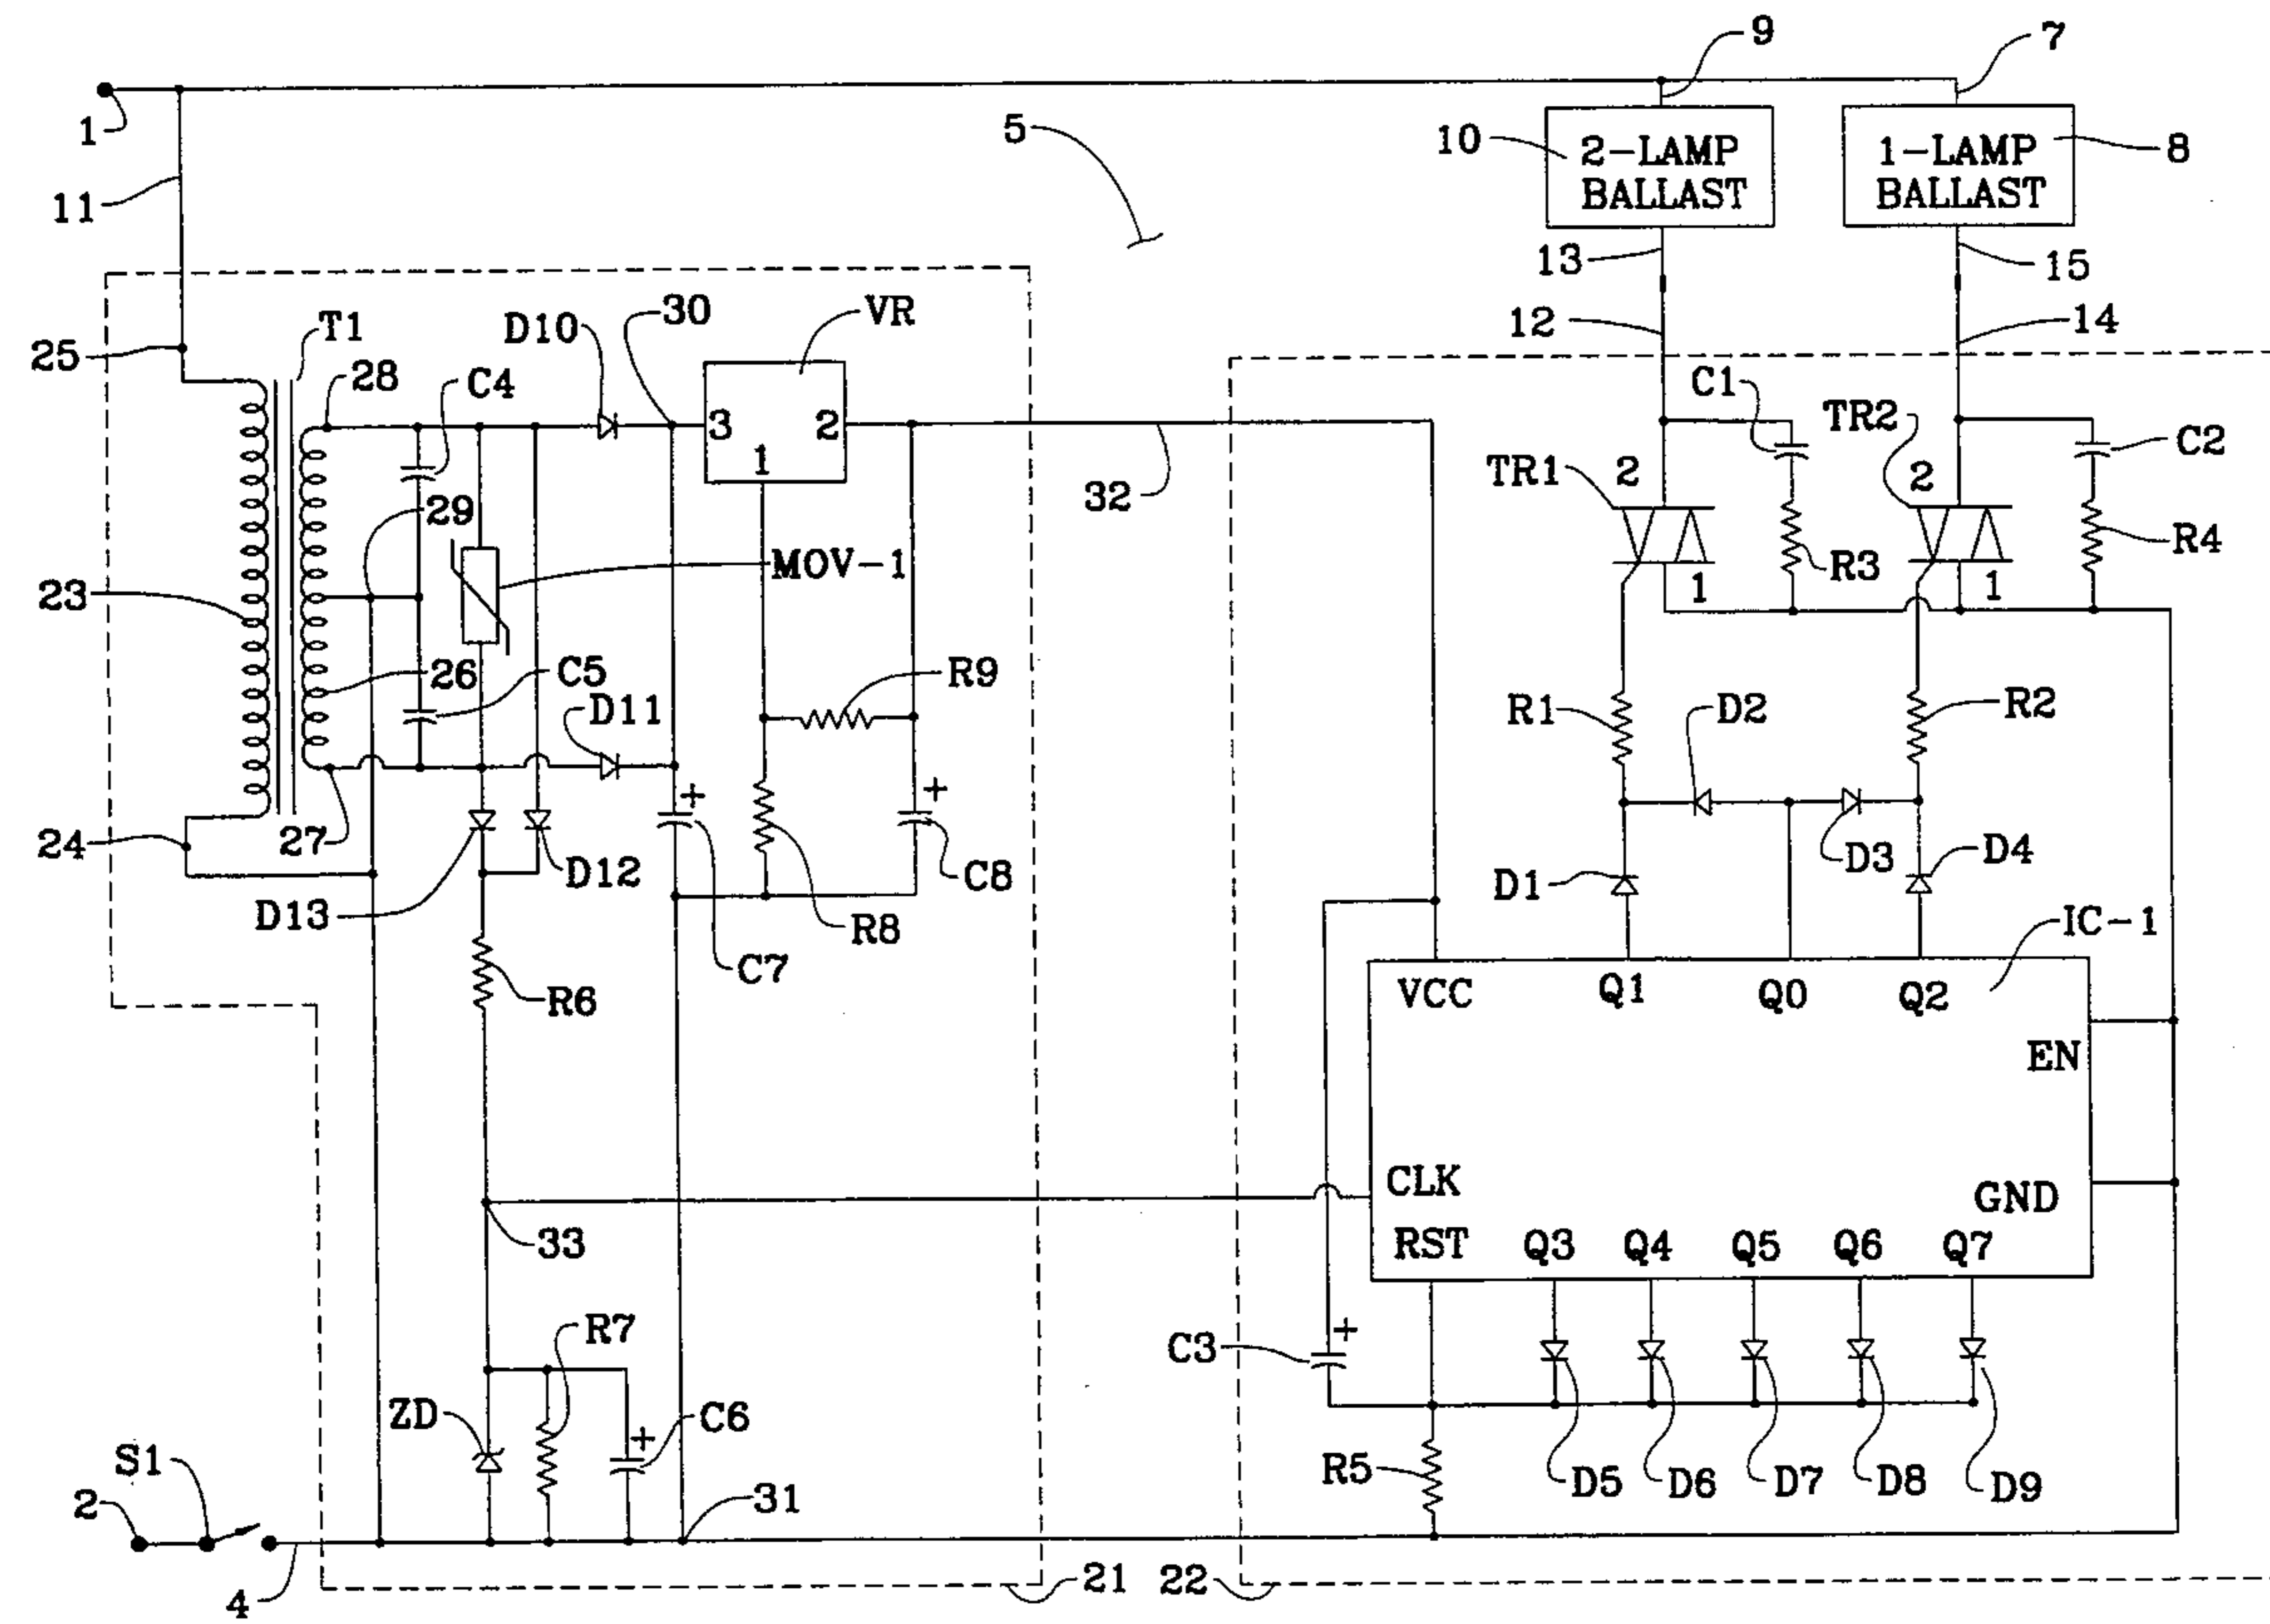 9
7
1
5
10
2-LAMP
BALLAST
1-LAMP
BALLAST
8
11
13
15
T1
D10
30
VR
12
14
25
28
C4
C1
TR2
C2
3
2
1
TR1
2
2
29
32
R3
R4
MOV-1
1
1
23
26
C5
R9
D11
R1
D2
R2
+
+
24
27
D12
C8
D3
D4
D1
D13
R8
IC-1
C7
R6
VCC
Q1
Q0
Q2
EN
CLK
GND
33
RST
Q3
Q4
Q5
Q6
Q7
R7
C3
+
ZD
+
C6
S1
R5
D5
D6
D7
D8
D9
2
31
4
21
22